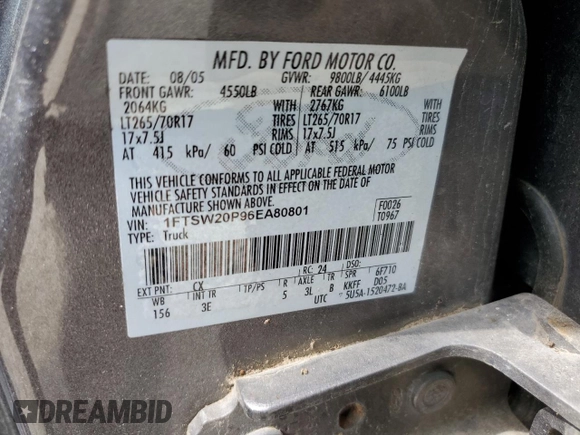 MFD. BY FORD MOTOR CO.
DATE: 08/05 GVWR: 9800LB/ 4445KG
FRONT GAWR: 4550LB REAR GAWR: 6100LB
2064KG WITH 2767KG WITH
LT265/70R17 TIRES LT265/70R17 TIRES
17x7.5J RIMS 17x7.5J RIMS
AT 415 kPa/ 60 PSI COLD AT 515 kPa/ 75 PSI COLD
THIS VEHICLE CONFORMS TO ALL APPLICABLE FEDERAL MOTOR
VEHICLE SAFETY STANDARDS IN EFFECT ON THE DATE OF
MANUFACTURE SHOWN ABOVE.
VIN: 1FTSW20P96EA80801 F0026
TYPE: Truck T0967
RC: 24 DSO:
EXT PNT: CX 6F710
WB INT TR TP/PS R AXLE TR SPR D05
156 3E 5 3L B KKFF
UTC 5U5A-1520472-BA
DREAMBID